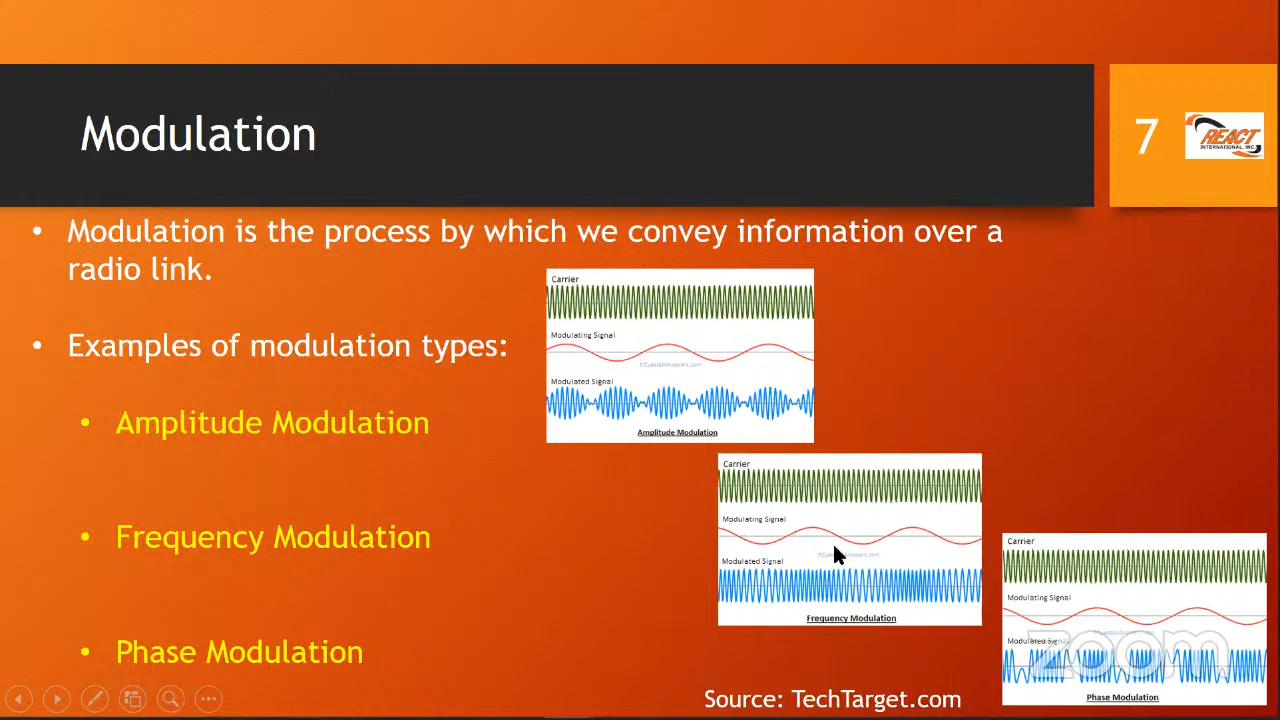 Modulation
7
REACT
INTERNATIONAL, INC.
• Modulation is the process by which we convey information over a
radio link.
• Examples of modulation types:
• Amplitude Modulation
• Frequency Modulation
• Phase Modulation
Carrier
Modulating Signal
Modulated Signal
Amplitude Modulation
Carrier
Modulating Signal
Modulated Signal
Frequency Modulation
Carrier
Modulating Signal
Modulated Signal
Phase Modulation
zoom
Source: TechTarget.com